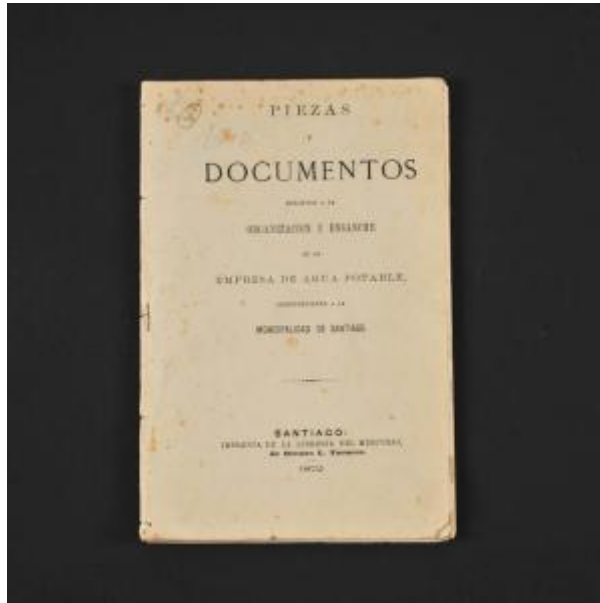 PIEZAS
Y
DOCUMENTOS
RELATIVOS A LA
ORGANIZACION I ENSANCHE
DE LA
EMPRESA DE AGUA POTABLE,
A LA
MUNICIPALIDAD DE SANTIAGO
SANTIAGO:
IMPRENTA DE LA LIBRERIA DEL MERCURIO,